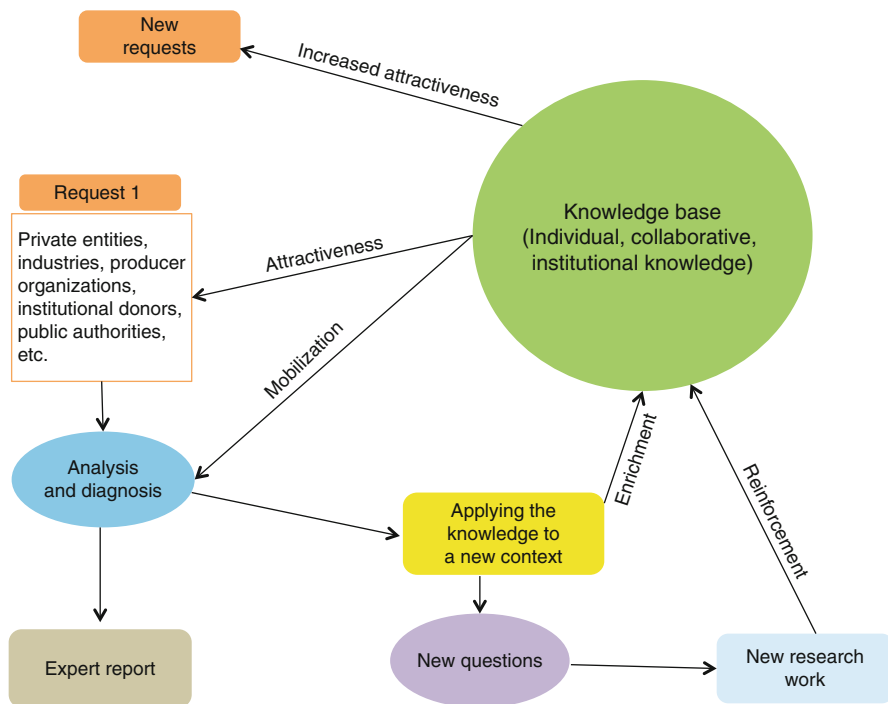 New
requests
Increased attractiveness
Knowledge base
(Individual, collaborative,
institutional knowledge)
Request 1
Private entities,
industries, producer
organizations,
institutional donors,
public authorities,
etc.
Attractiveness
Mobilization
Analysis
and diagnosis
Applying the
knowledge to
a new context
Enrichment
Reinforcement
Expert report
New questions
New research
work